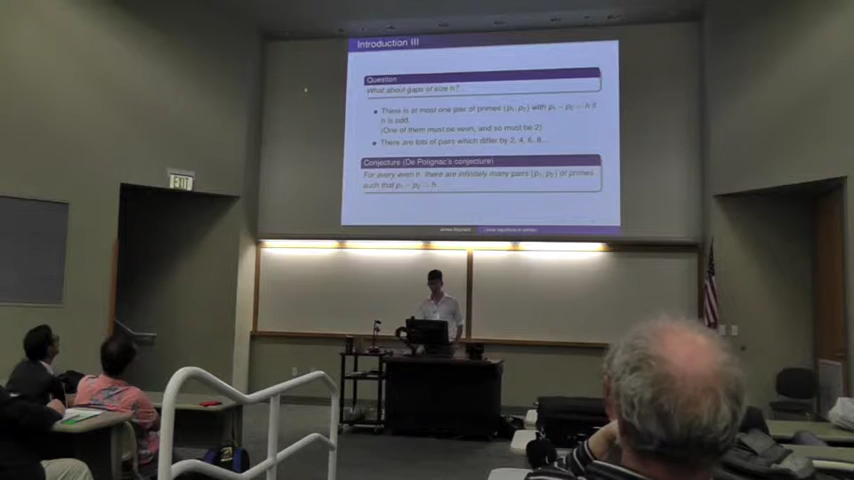 Introduction III
Question
What about gaps of size h?
There is at most one pair of primes (p₁, p₂) with p₁ − p₂ = h if
h is odd.
(One of them must be even, and so must be 2)
There are lots of pairs which differ by 2, 4, 6, 8...
Conjecture (De Polignac's conjecture)
For every even h, there are infinitely many pairs (p₁, p₂) of primes
such that p₁ − p₂ = h.
James Maynard
EXIT